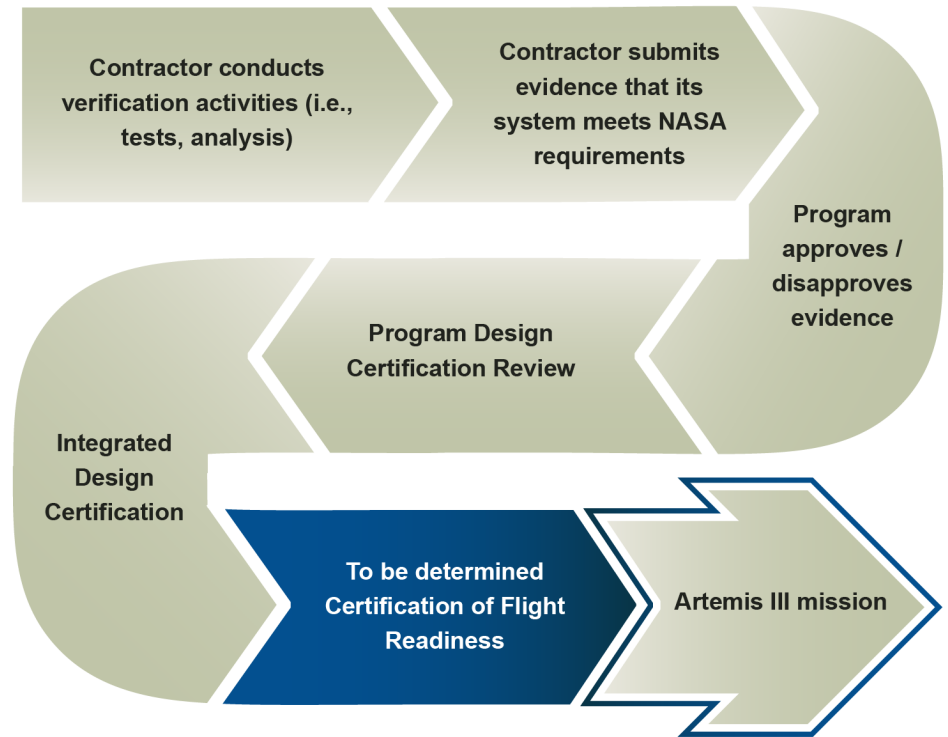 Contractor conducts
verification activities (i.e.,
tests, analysis)
Contractor submits
evidence that its
system meets NASA
requirements
Program
approves /
disapproves
evidence
Program Design
Certification Review
Integrated
Design
Certification
To be determined
Certification of Flight
Readiness
Artemis III mission